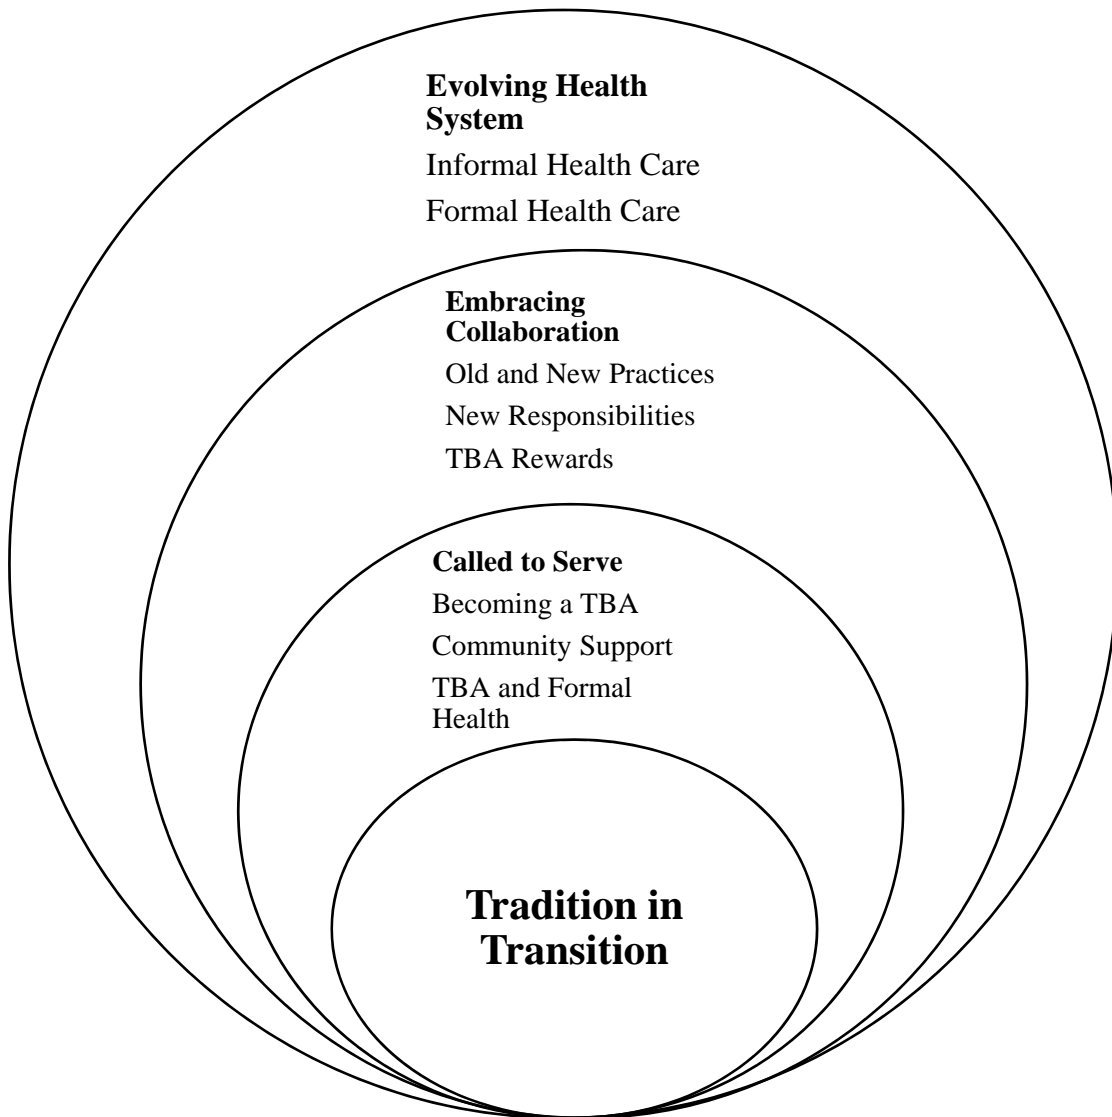 Evolving Health
System
Informal Health Care
Formal Health Care
Embracing
Collaboration
Old and New Practices
New Responsibilities
TBA Rewards
Called to Serve
Becoming a TBA
Community Support
TBA and Formal
Health
Tradition in
Transition